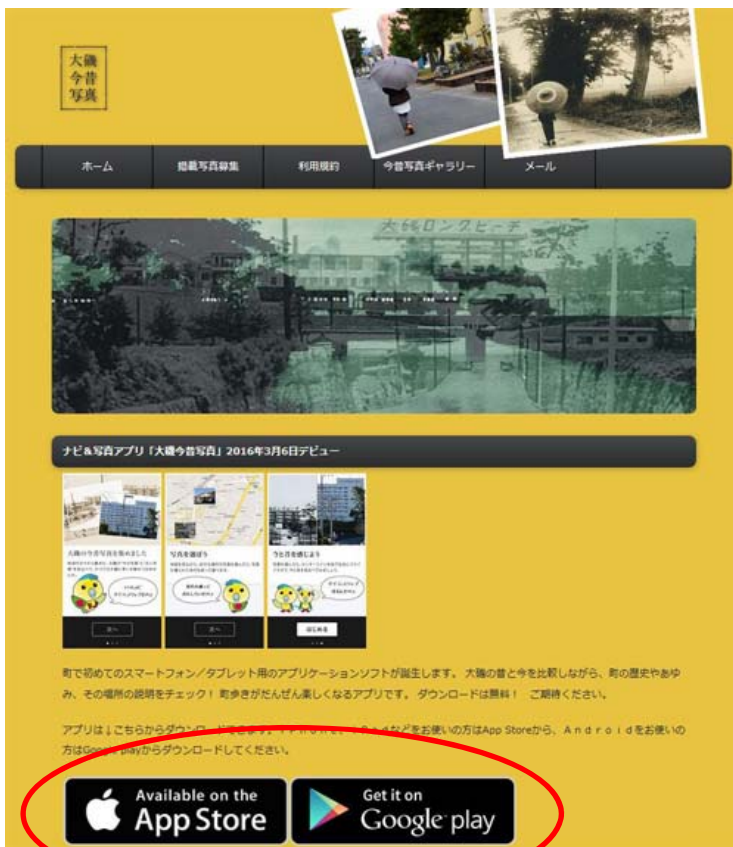 大磯
今昔
写真
ホーム
掲載写真募集
利用規約
今昔写真ギャラリー
メール
大磯ロングビーチ
ナビ&写真アプリ「大磯今昔写真」2016年3月6日デビュー
大磯の今昔写真を集めました
写真を選ぼう
今と昔を感じよう
次へ
次へ
はじめる
町で初めてのスマートフォン/タブレット用のアプリケーションソフトが誕生します。 大磯の昔と今を比較しながら、町の歴史やあゆ
み、その場所の説明をチェック! 町歩きがだんぜん楽しくなるアプリです。 ダウンロードは無料! ご期待ください。
アプリは↓こちらからダウンロードできます。iPhone、iPadなどをお使いの方はApp Storeから、Androidをお使いの
方はGoogle playからダウンロードしてください。
Available on the
App Store
Get it on
Google play